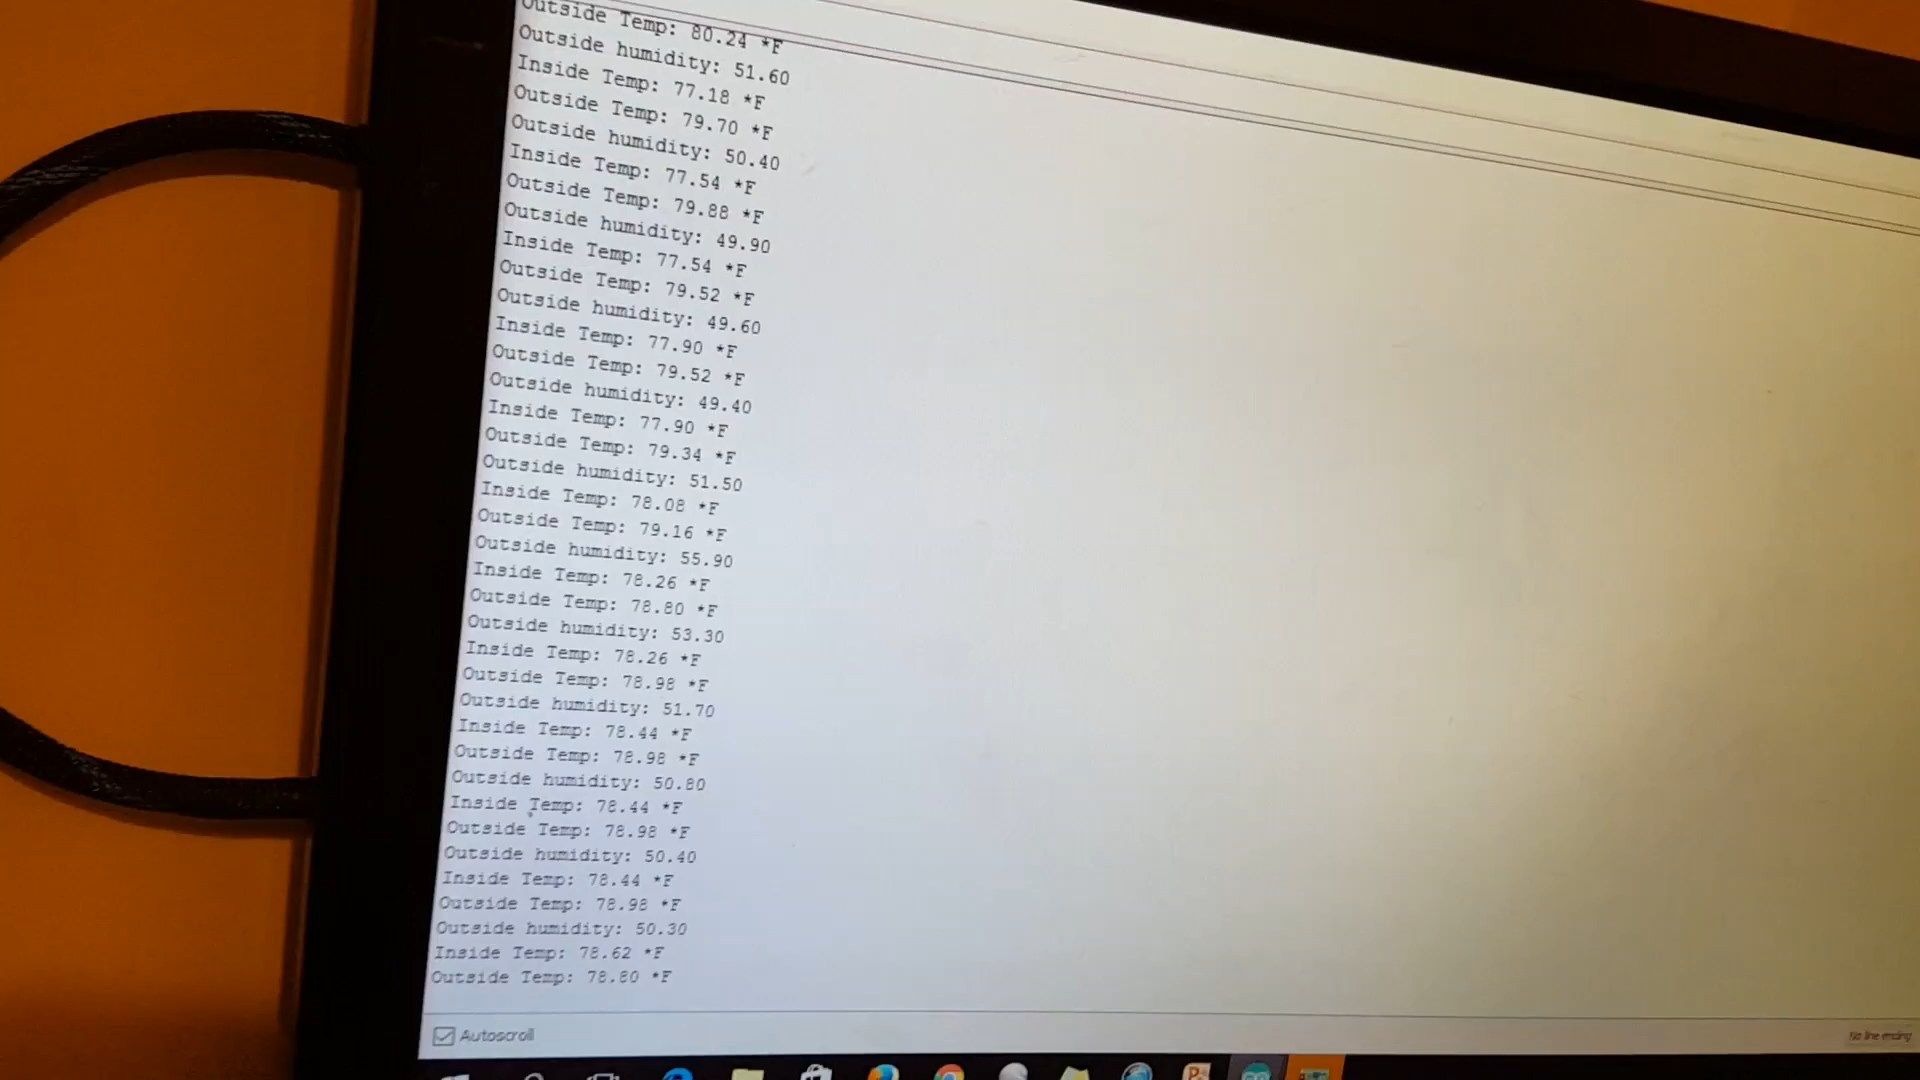 Outside Temp: 80.24 *F
Outside humidity: 51.60
Inside Temp: 77.18 *F
Outside Temp: 79.70 *F
Outside humidity: 50.40
Inside Temp: 77.54 *F
Outside Temp: 79.88 *F
Outside humidity: 49.90
Inside Temp: 77.54 *F
Outside Temp: 79.52 *F
Outside humidity: 49.60
Inside Temp: 77.90 *F
Outside Temp: 79.52 *F
Outside humidity: 49.40
Inside Temp: 77.90 *F
Outside Temp: 79.34 *F
Outside humidity: 51.50
Inside Temp: 78.08 *F
Outside Temp: 79.16 *F
Outside humidity: 55.90
Inside Temp: 78.26 *F
Outside Temp: 78.80 *F
Outside humidity: 53.30
Inside Temp: 78.26 *F
Outside Temp: 78.98 *F
Outside humidity: 51.70
Inside Temp: 78.44 *F
Outside Temp: 78.98 *F
Outside humidity: 50.80
Inside Temp: 78.44 *F
Outside Temp: 78.98 *F
Outside humidity: 50.40
Inside Temp: 78.44 *F
Outside Temp: 78.98 *F
Outside humidity: 50.30
Inside Temp: 78.62 *F
Outside Temp: 78.80 *F
Autoscroll
No line ending